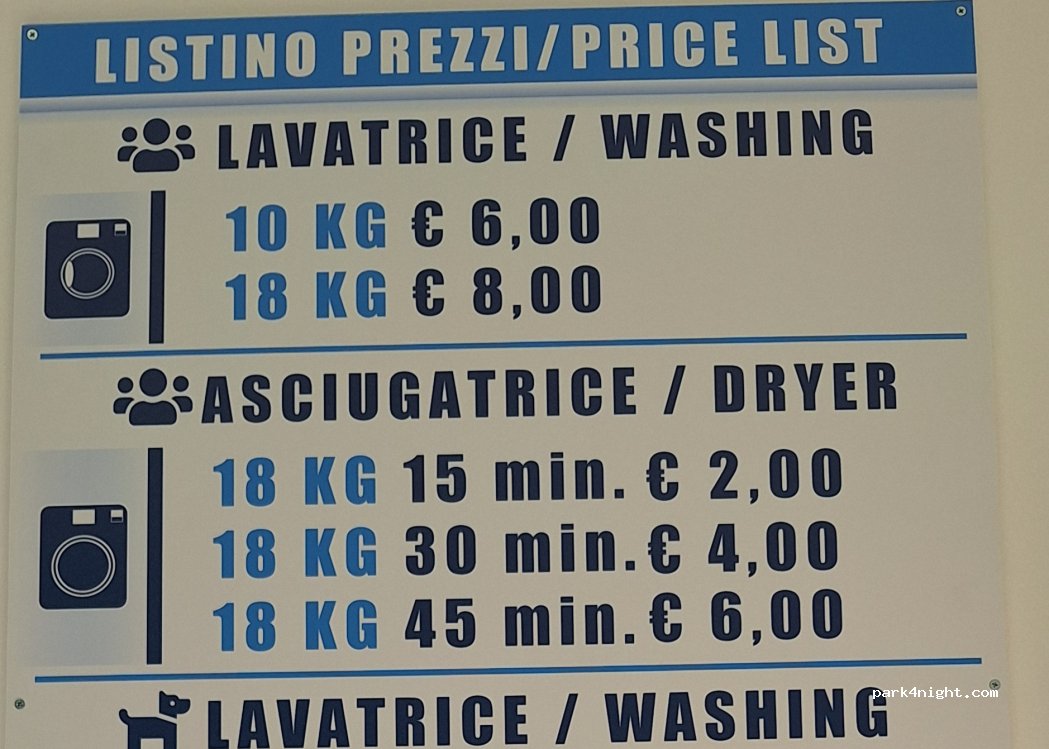 LISTINO PREZZI/PRICE LIST
LAVATRICE / WASHING
10 KG € 6,00
18 KG € 8,00
ASCIUGATRICE / DRYER
18 KG 15 min. € 2,00
18 KG 30 min. € 4,00
18 KG 45 min. € 6,00
park4night.com
LAVATRICE / WASHING